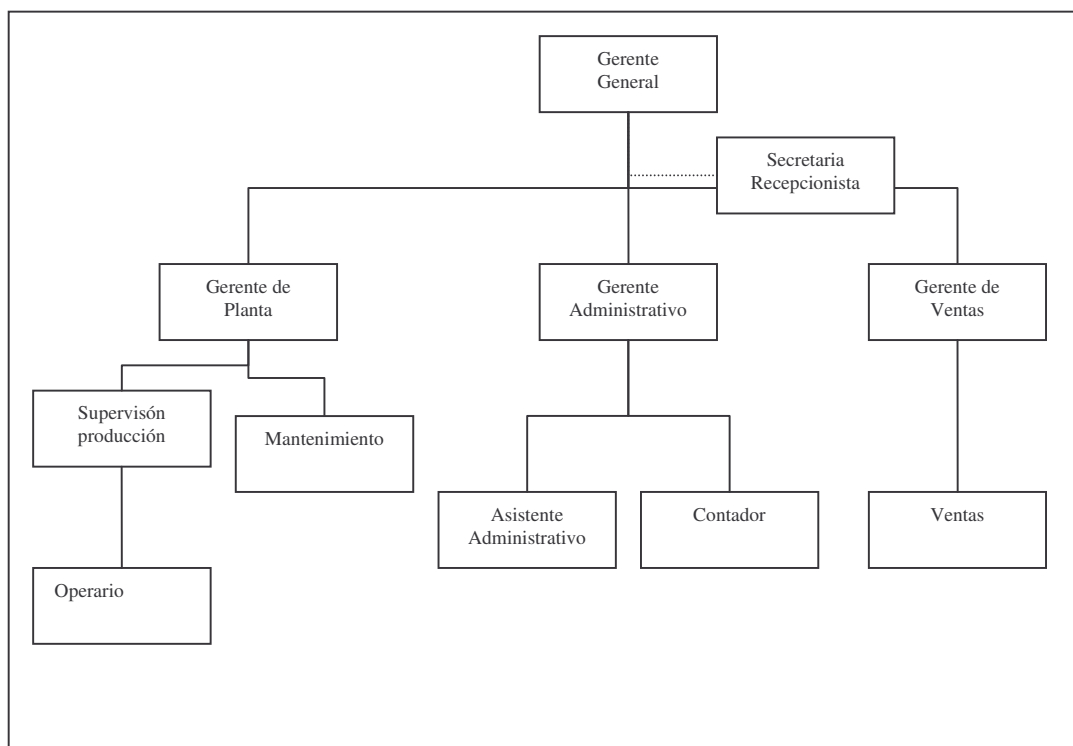 Gerente
General
Secretaria
Recepcionista
Gerente de
Planta
Gerente
Administrativo
Gerente de
Ventas
Supervisón
producción
Mantenimiento
Asistente
Administrativo
Contador
Ventas
Operario